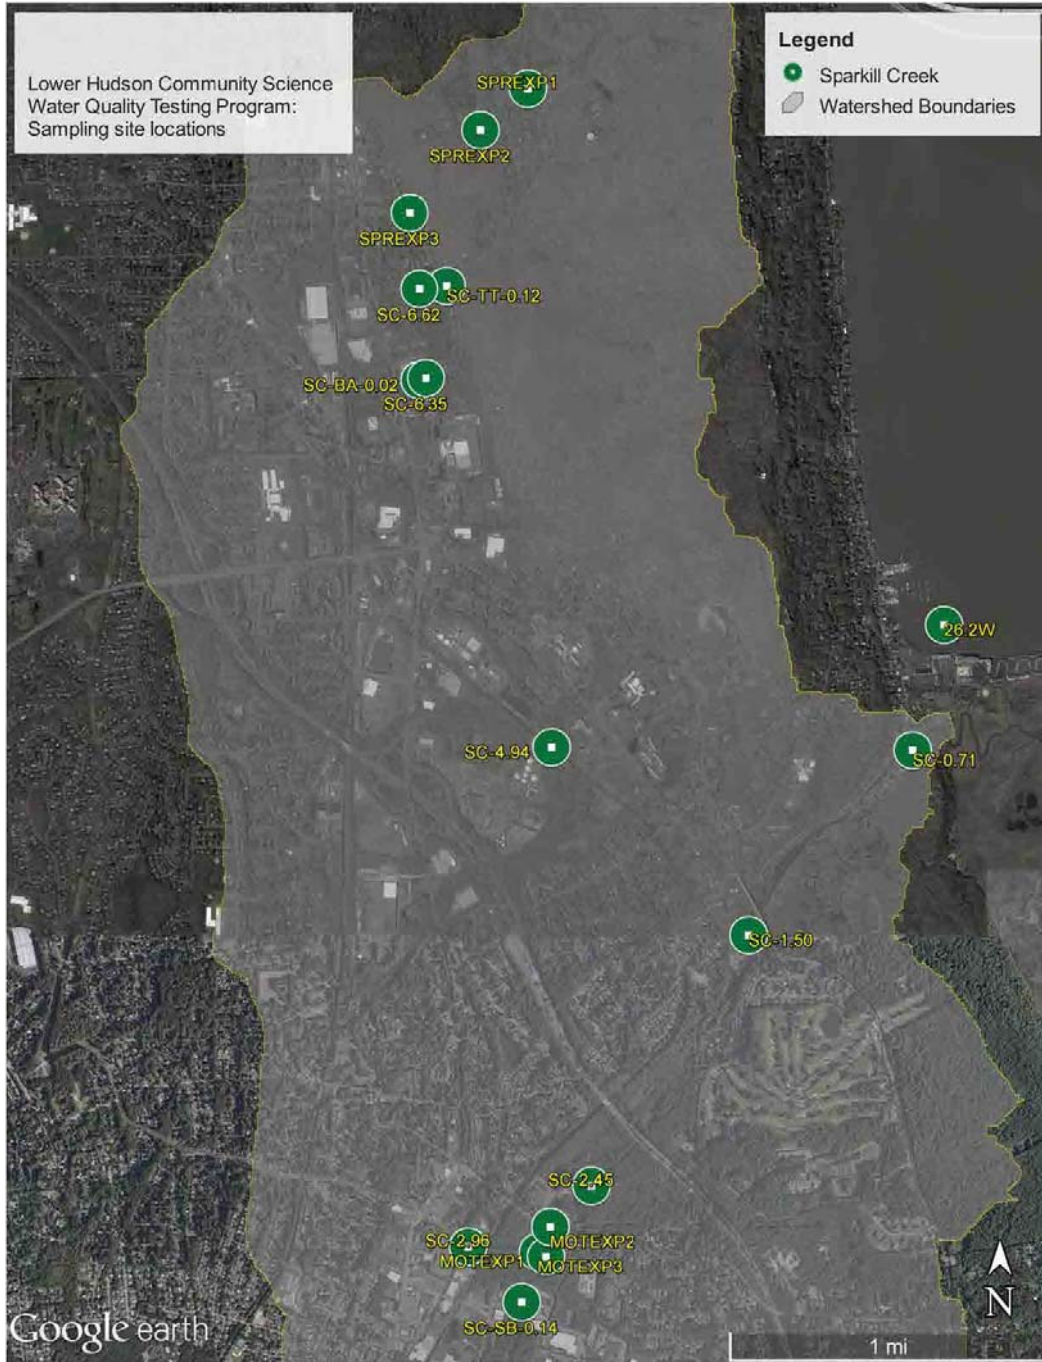 Lower Hudson Community Science
Water Quality Testing Program:
Sampling site locations
Legend
Sparkill Creek
Watershed Boundaries
SPREXP1
SPREXP2
SPREXP3
SC-TT-0.12
SC-6.62
SC-BA-0.02
SC-6.35
26.2W
SC-4.94
SC-0.71
SC-1.50
SC-2.45
SC-2.96
MOTEXP2
MOTEXP1
MOTEXP3
SC-SB-0.14
N
Google earth
1 mi